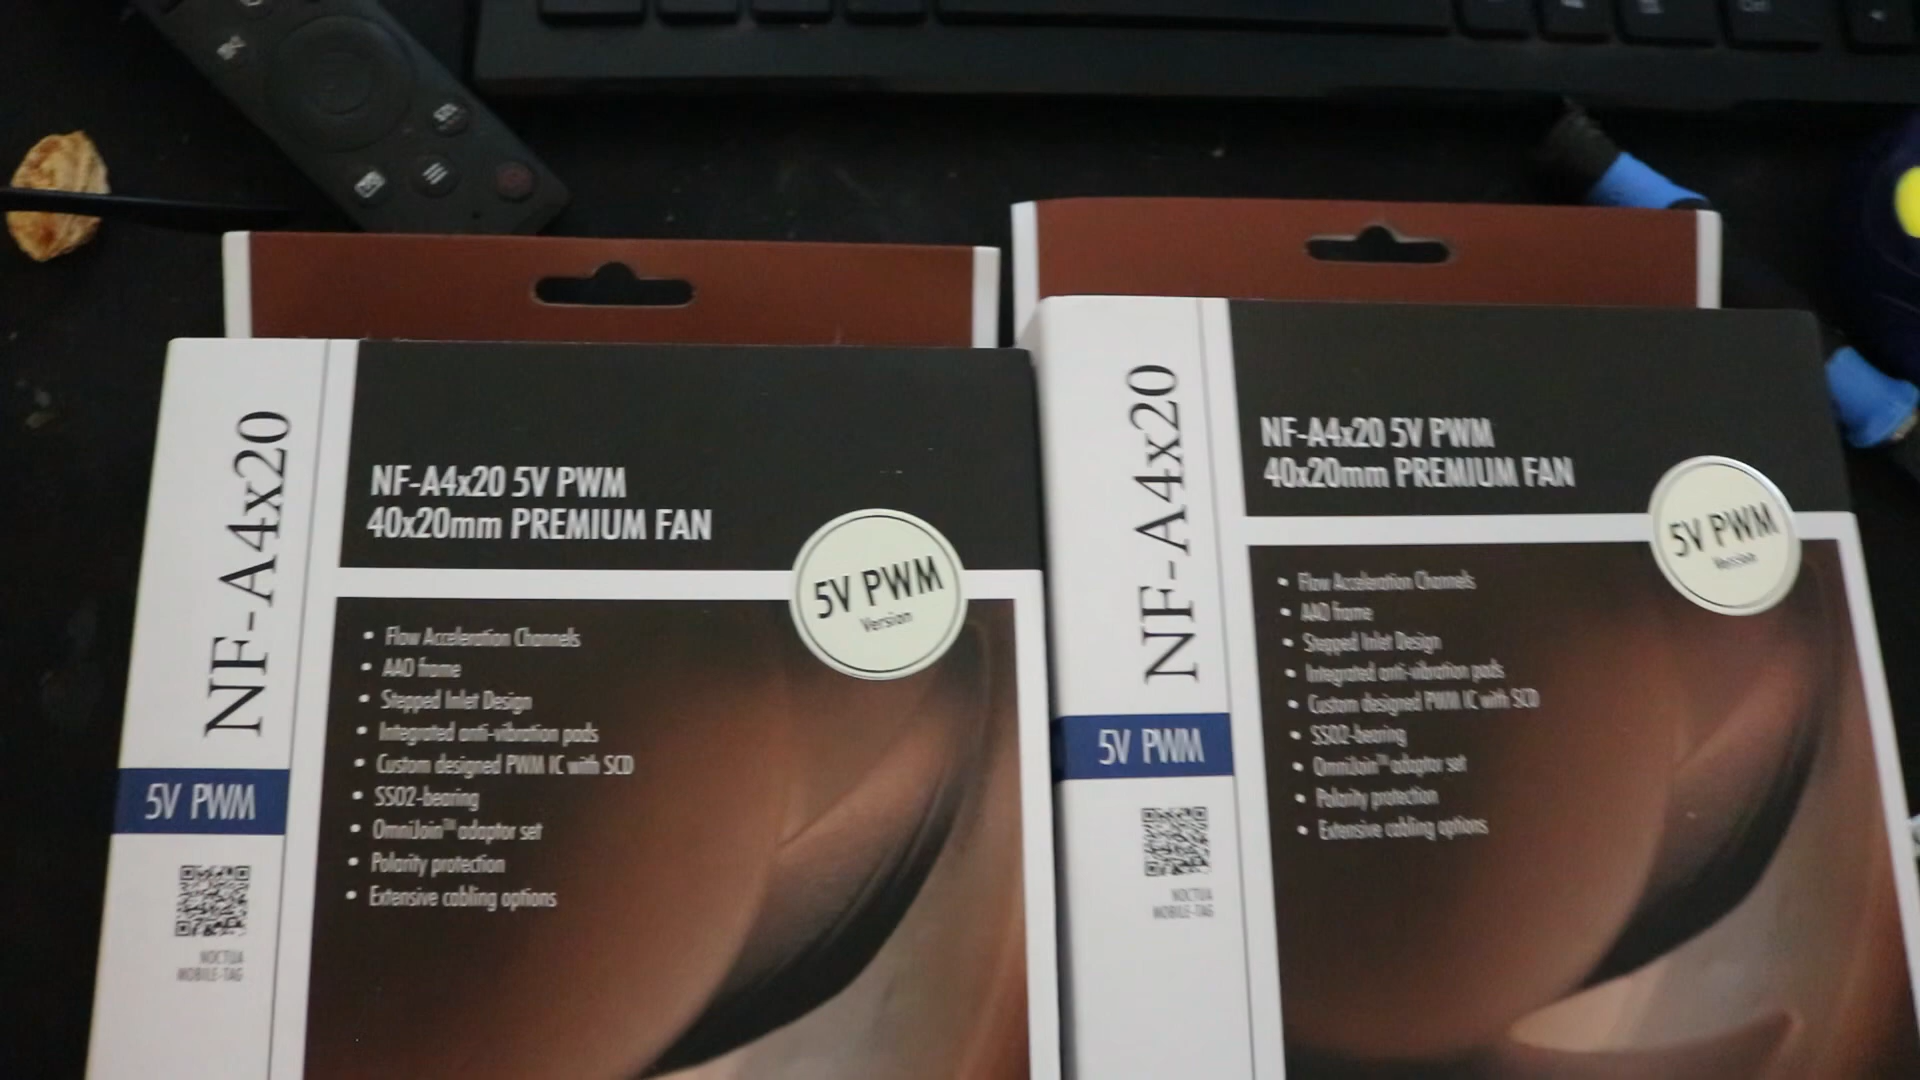 NF-A4x20
5V PWM
NOCTUA
MOBILE-TAG
NF-A4x20 5V PWM
40x20mm PREMIUM FAN
5V PWM
Version
• Flow Acceleration Channels
• AAO frame
• Stepped Inlet Design
• Integrated anti-vibration pads
• Custom designed PWM IC with SCD
• SSO2-bearing
• OmniJoin™ adaptor set
• Polarity protection
• Extensive cabling options
NF-A4x20
5V PWM
NOCTUA
MOBILE-TAG
NF-A4x20 5V PWM
40x20mm PREMIUM FAN
5V PWM
Version
• Flow Acceleration Channels
• AAO frame
• Stepped Inlet Design
• Integrated anti-vibration pads
• Custom designed PWM IC with SCD
• SSO2-bearing
• OmniJoin™ adaptor set
• Polarity protection
• Extensive cabling options